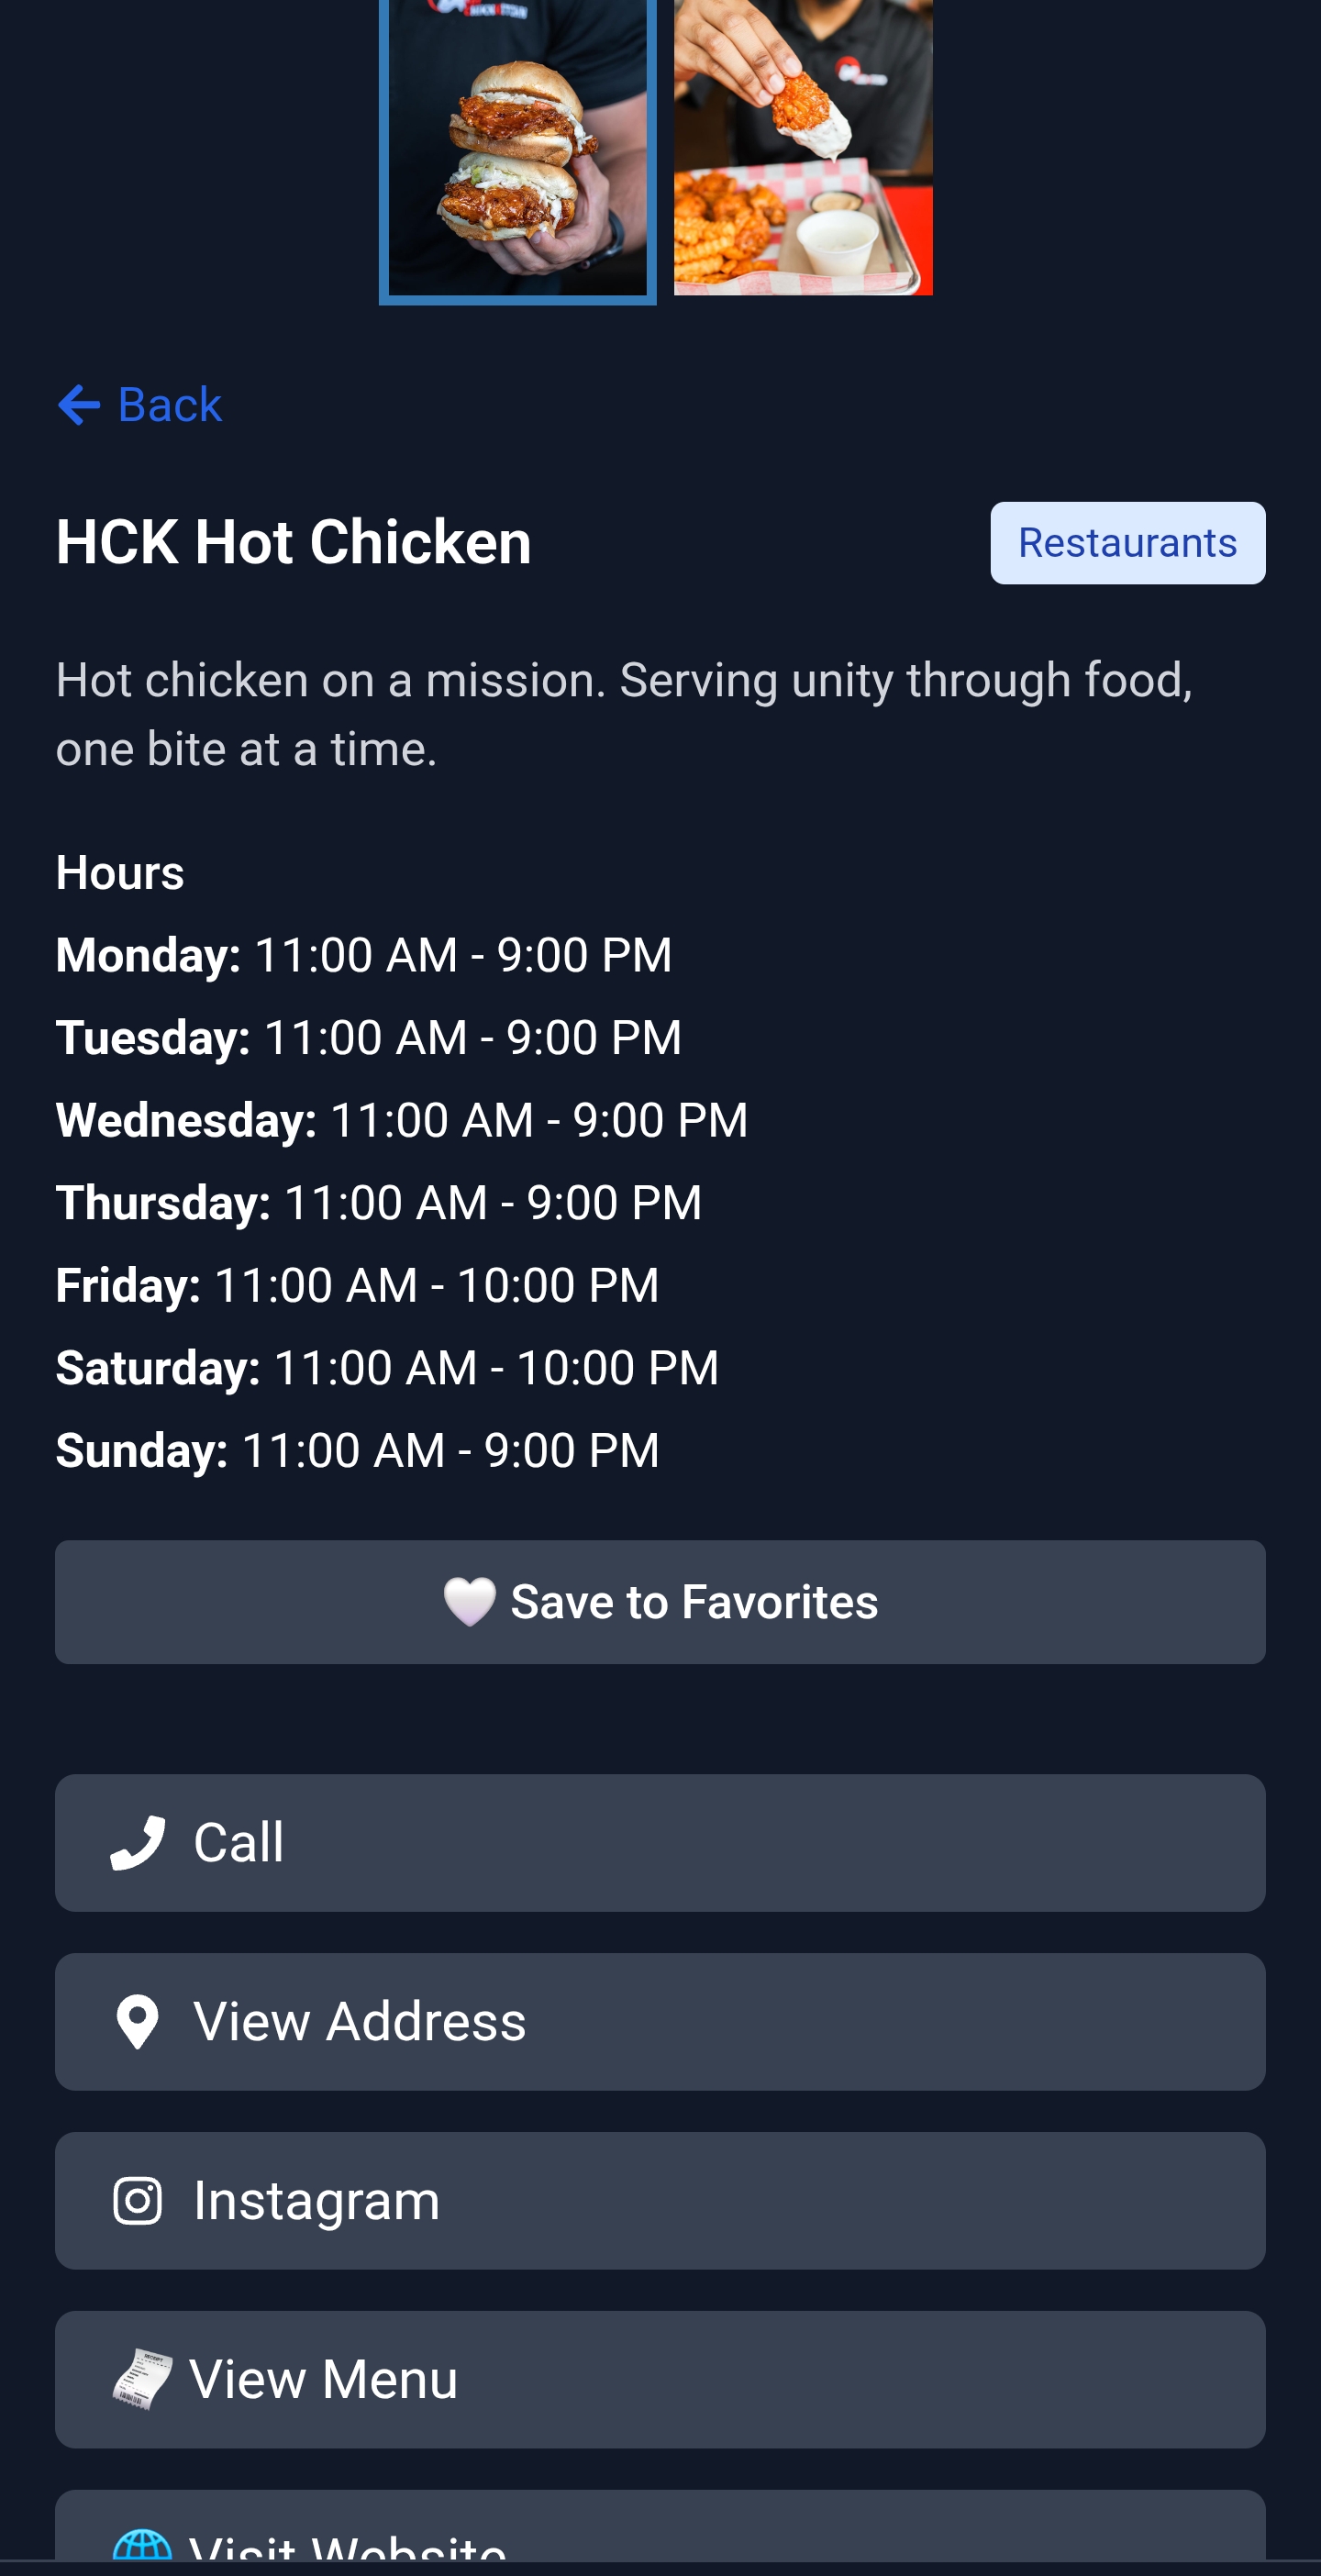 Back
HCK Hot Chicken
Restaurants
Hot chicken on a mission. Serving unity through food,
one bite at a time.
Hours
Monday: 11:00 AM - 9:00 PM
Tuesday: 11:00 AM - 9:00 PM
Wednesday: 11:00 AM - 9:00 PM
Thursday: 11:00 AM - 9:00 PM
Friday: 11:00 AM - 10:00 PM
Saturday: 11:00 AM - 10:00 PM
Sunday: 11:00 AM - 9:00 PM
Save to Favorites
Call
View Address
Instagram
View Menu
Visit Website